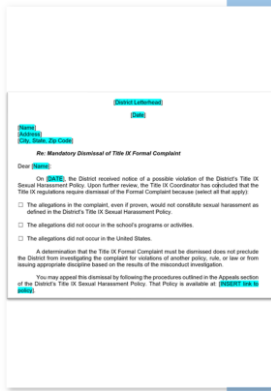 [District Letterhead]
[Date]
[Name]
[Address]
[City, State, Zip Code]
Re: Mandatory Dismissal of Title IX Formal Complaint
Dear [Name]:
On [DATE], the District received notice of a possible violation of the District's Title IX
Sexual Harassment Policy. Upon further review, the Title IX Coordinator has concluded that the
Title IX regulations require dismissal of the Formal Complaint because (select all that apply):
☐ The allegations in the complaint, even if proven, would not constitute sexual harassment as
defined in the District's Title IX Sexual Harassment Policy.
☐ The allegations did not occur in the school's programs or activities.
☐ The allegations did not occur in the United States.
A determination that the Title IX Formal Complaint must be dismissed does not preclude
the District from investigating the complaint for violations of another policy, rule, or law or from
issuing appropriate discipline based on the results of the misconduct investigation.
You may appeal this dismissal by following the procedures outlined in the Appeals section
of the District's Title IX Sexual Harassment Policy. That Policy is available at: [INSERT link to
policy].